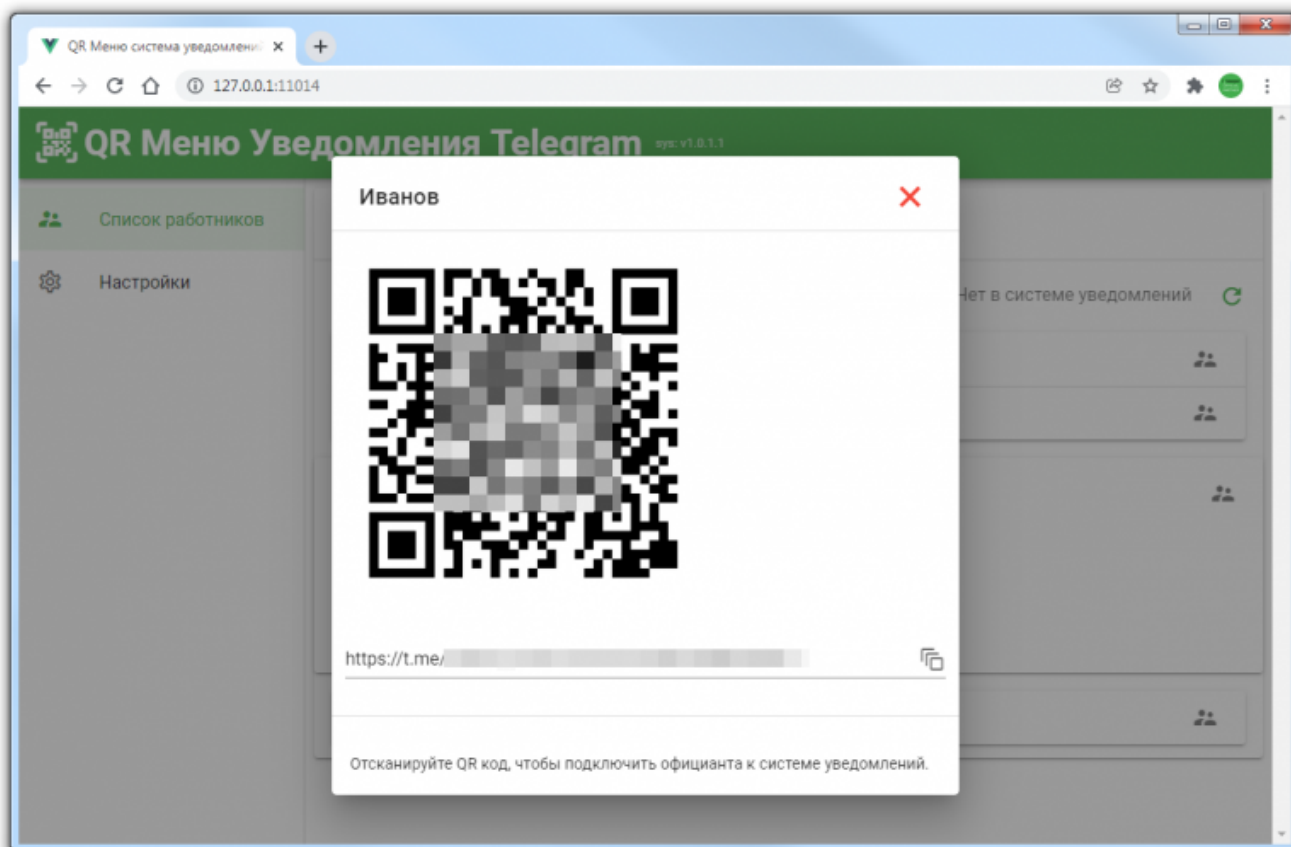 QR Меню система уведомлени
127.0.0.1:11014
QR Меню Уведомления Telegram sys: v1.0.1.1
Иванов
Список работников
Настройки
Нет в системе уведомлений
https://t.me/
Отсканируйте QR код, чтобы подключить официанта к системе уведомлений.